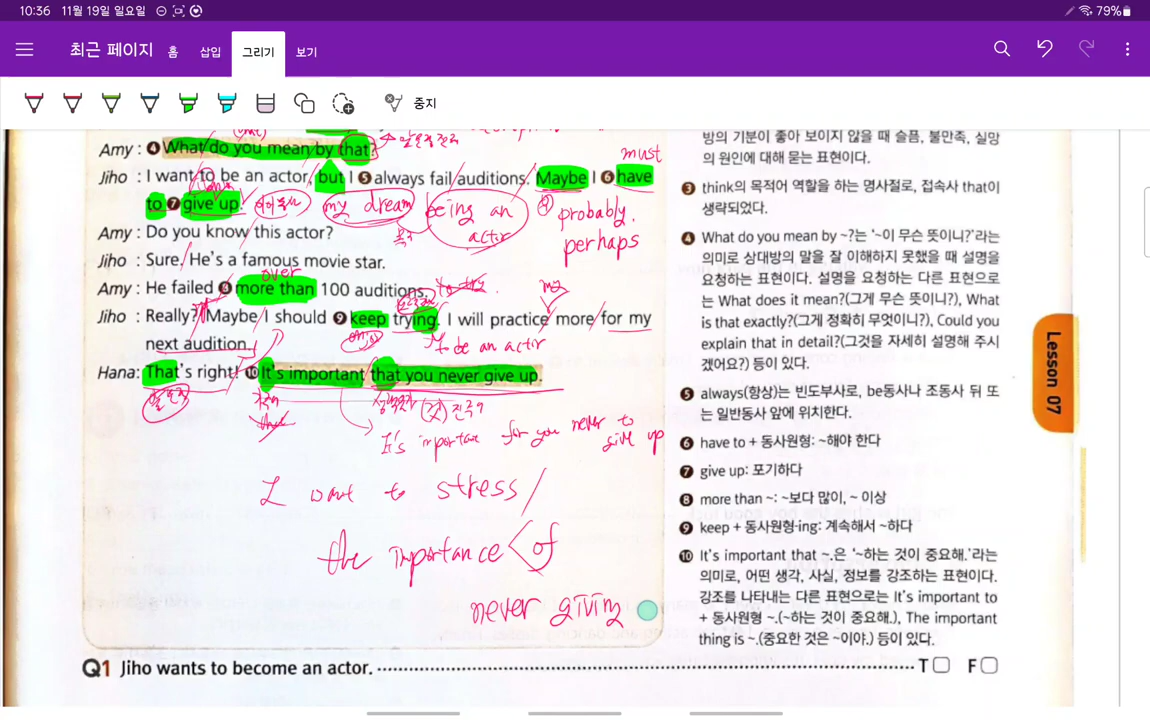 10:36 11월 19일 일요일 79%
최근 페이지 홈 삽입 그리기 보기
중지
Amy : ❹ What do you mean by that?
must
Jiho : I want to be an actor, but I ❺ always fail auditions. Maybe I ❻ have
to ❼ give up. my dream being an actor
probably.
perhaps
Amy : Do you know this actor?
Jiho : Sure. He's a famous movie star.
over
Amy : He failed ❽ more than 100 auditions.
my
Jiho : Really? Maybe I should ❾ keep trying. I will practice more for my
to be an actor
next audition.
Hana: That's right! ❿ It's important that you never give up.
It's important for you never to give up
I want to stress
the importance of
never giving
방의 기분이 좋아 보이지 않을 때 슬픔, 불만족, 실망
의 원인에 대해 묻는 표현이다.
❸ think의 목적어 역할을 하는 명사절로, 접속사 that이
생략되었다.
❹ What do you mean by ~?는 '~이 무슨 뜻이니?'라는
의미로 상대방의 말을 잘 이해하지 못했을 때 설명을
요청하는 표현이다. 설명을 요청하는 다른 표현으로
는 What does it mean?(그게 무슨 뜻이니?), What
is that exactly?(그게 정확히 무엇이니?), Could you
explain that in detail?(그것을 자세히 설명해 주시
겠어요?) 등이 있다.
❺ always(항상)는 빈도부사로, be동사나 조동사 뒤 또
는 일반동사 앞에 위치한다.
❻ have to + 동사원형: ~해야 한다
❼ give up: 포기하다
❽ more than ~: ~보다 많이, ~ 이상
❾ keep + 동사원형-ing: 계속해서 ~하다
❿ It's important that ~.은 '~하는 것이 중요해.'라는
의미로, 어떤 생각, 사실, 정보를 강조하는 표현이다.
강조를 나타내는 다른 표현으로는 It's important to
+ 동사원형 ~.(~하는 것이 중요해.), The important
thing is ~.(중요한 것은 ~이야.) 등이 있다.
Lesson 07
Q1 Jiho wants to become an actor. T F